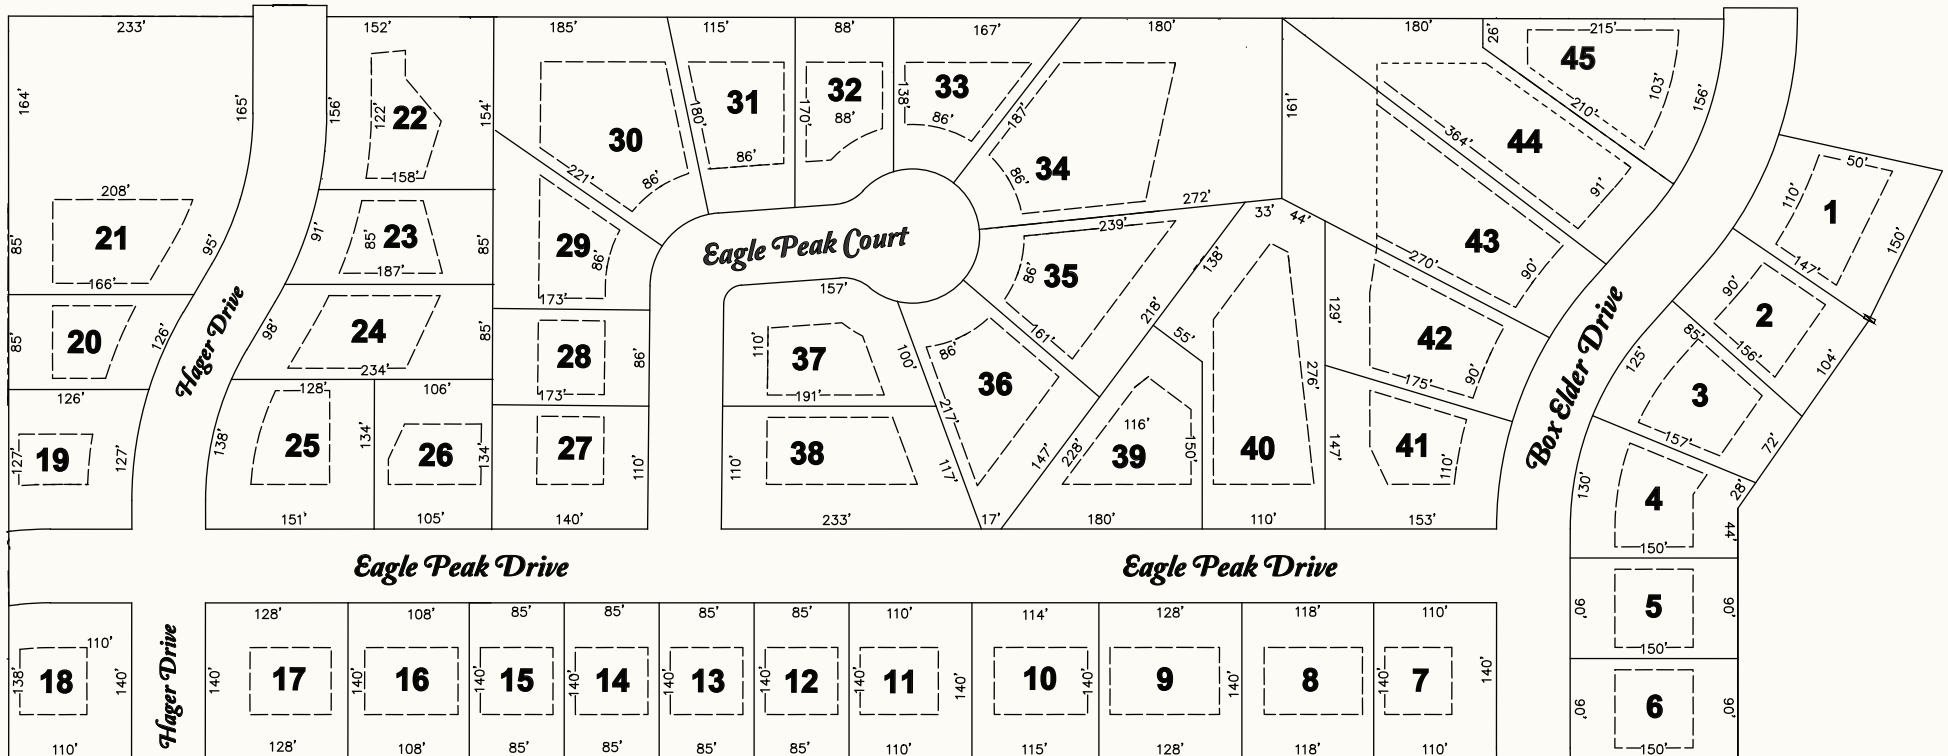 233’ 152’ 185’ 115’ 88’ 167’ 180’ 180’ 26’ 215’
45
164’ 165’ 156’ 122’ 22 154’ 30 180’ 31 170’ 32 138’ 33 187’ 161’ 210’ 103’ 156’
88’ 86’
86’
364’ 44
221’ 86’ 86’ 34 91’
158’
50’
208’ 110’ 1
272’ 33’ 44’
21 85’ 95’ 91’ 85’ 23 85’ 29 86’ Eagle Peak Court 239’ 138’ 43 150’
166’ 187’ 86’ 35 270’ 90’ 147’
173’ 157’ 90’ 2
20 85’ 126’ Hager Drive 98’ 24 85’ 28 86’ 110’ 37 100’ 161’ 218’ 55’ 129’ 42 Box Elder Drive 125’ 85’ 156’ 104’
234’ 86’ 36 276’ 175’ 90’
126’ 128’ 106’ 173’ 191’ 3
217’ 116’
19 127’ 127’ 138’ 25 134’ 26 134’ 27 110’ 110’ 38 117’ 147’ 228’ 39 150’ 40 147’ 41 110’ 157’ 72’
130’ 4 28’
151’ 105’ 140’ 233’ 17’ 180’ 110’ 153’ 44’
150’
Eagle Peak Drive Eagle Peak Drive
128’ 108’ 85’ 85’ 85’ 85’ 110’ 114’ 128’ 118’ 110’ 90’ 5 90’
110’ 150’
138’ 18 140’ Hager Drive 140’ 17 140’ 16 140’ 15 140’ 14 140’ 13 140’ 12 140’ 11 140’ 10 140’ 9 140’ 8 140’ 7 140’
90’ 6 90’
110’ 128’ 108’ 85’ 85’ 85’ 85’ 110’ 115’ 128’ 118’ 110’ 150’